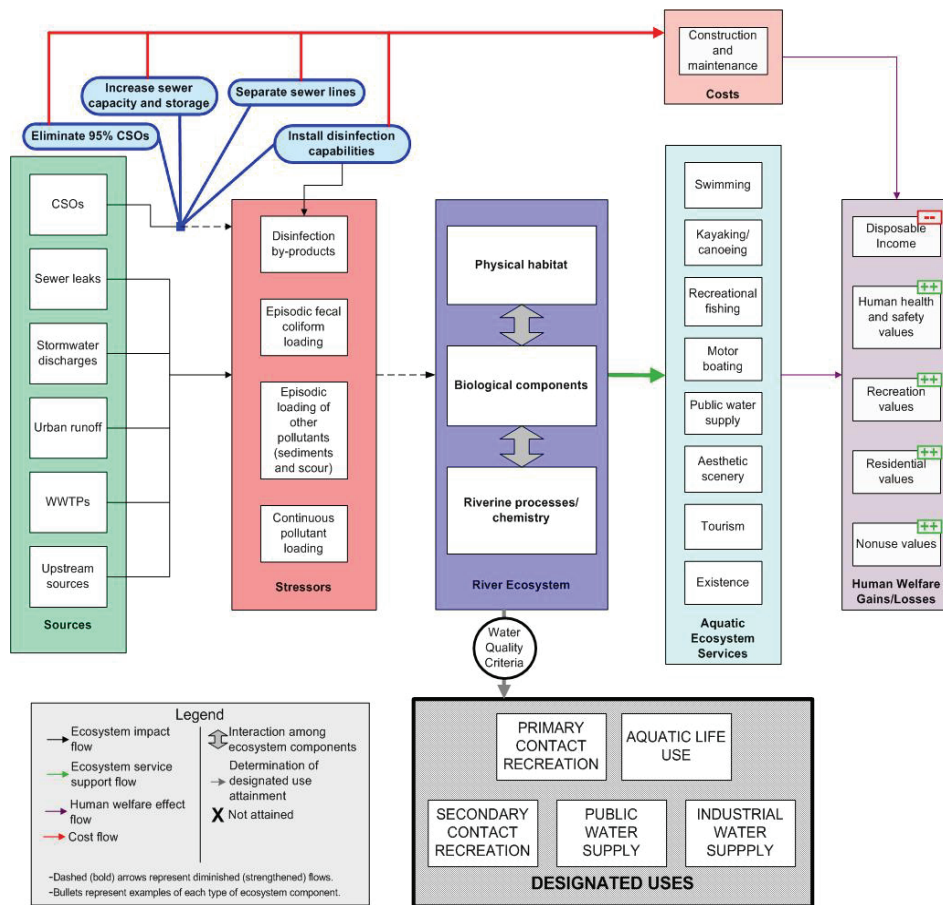 Construction
and
maintenance
Costs
Increase sewer
capacity and storage
Separate sewer lines
Eliminate 95% CSOs
Install disinfection
capabilities
CSOs
Sewer leaks
Stormwater
discharges
Urban runoff
WWTPs
Upstream
sources
Sources
Disinfection
by-products
Episodic fecal
coliform
loading
Episodic
loading of
other
pollutants
(sediments
and scour)
Continuous
pollutant
loading
Stressors
Physical habitat
Biological components
Riverine processes/
chemistry
River Ecosystem
Swimming
Kayaking/
canoeing
Recreational
fishing
Motor
boating
Public water
supply
Aesthetic
scenery
Tourism
Existence
Aquatic
Ecosystem
Services
--
Disposable
Income
++
Human health
and safety
values
++
Recreation
values
++
Residential
values
++
Nonuse values
Human Welfare
Gains/Losses
Water
Quality
Criteria
PRIMARY
CONTACT
RECREATION
AQUATIC LIFE
USE
SECONDARY
CONTACT
RECREATION
PUBLIC
WATER
SUPPLY
INDUSTRIAL
WATER
SUPPPLY
DESIGNATED USES
Legend
Ecosystem impact
flow
Ecosystem service
support flow
Human welfare effect
flow
Cost flow
Interaction among
ecosystem components
Determination of
designated use
attainment
X Not attained
-Dashed (bold) arrows represent diminished (strengthened) flows.
-Bullets represent examples of each type of ecosystem component.